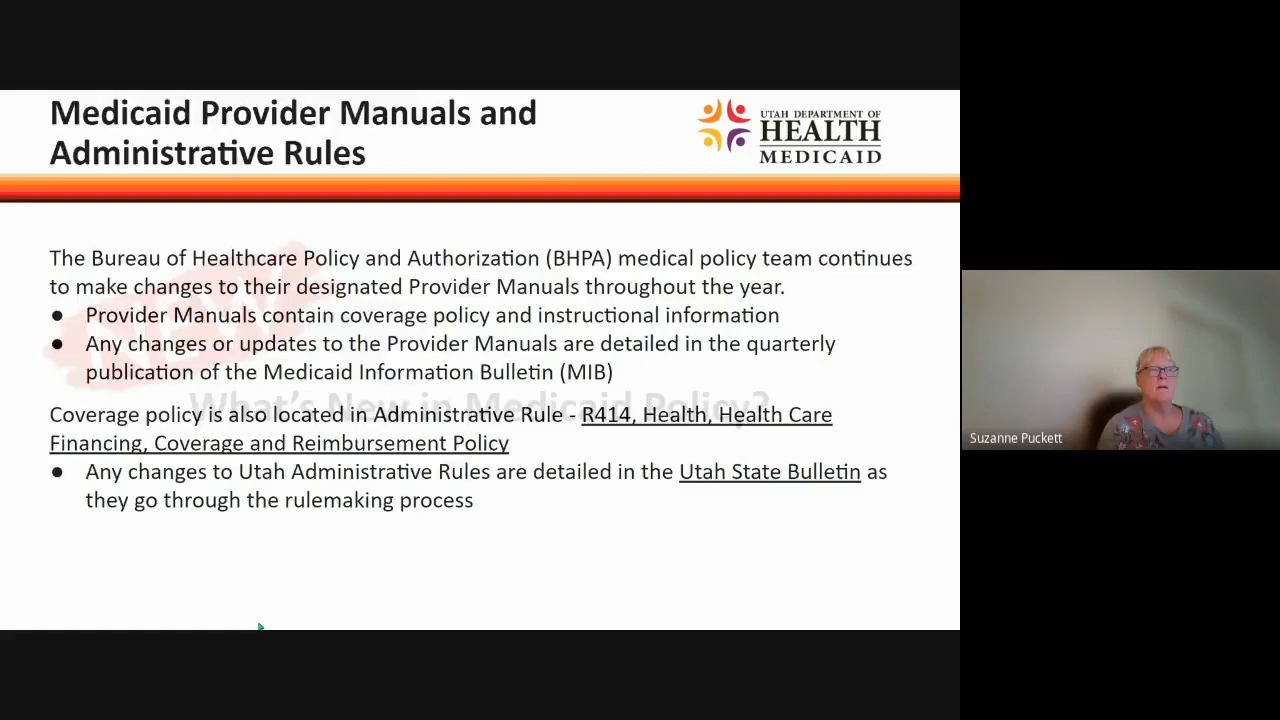 Medicaid Provider Manuals and
Administrative Rules
UTAH DEPARTMENT OF
HEALTH
MEDICAID
The Bureau of Healthcare Policy and Authorization (BHPA) medical policy team continues
to make changes to their designated Provider Manuals throughout the year.
● Provider Manuals contain coverage policy and instructional information
● Any changes or updates to the Provider Manuals are detailed in the quarterly
publication of the Medicaid Information Bulletin (MIB)
NEW
What's New in Medicaid Policy?
Coverage policy is also located in Administrative Rule - R414, Health, Health Care
Financing, Coverage and Reimbursement Policy
● Any changes to Utah Administrative Rules are detailed in the Utah State Bulletin as
they go through the rulemaking process
Suzanne Puckett